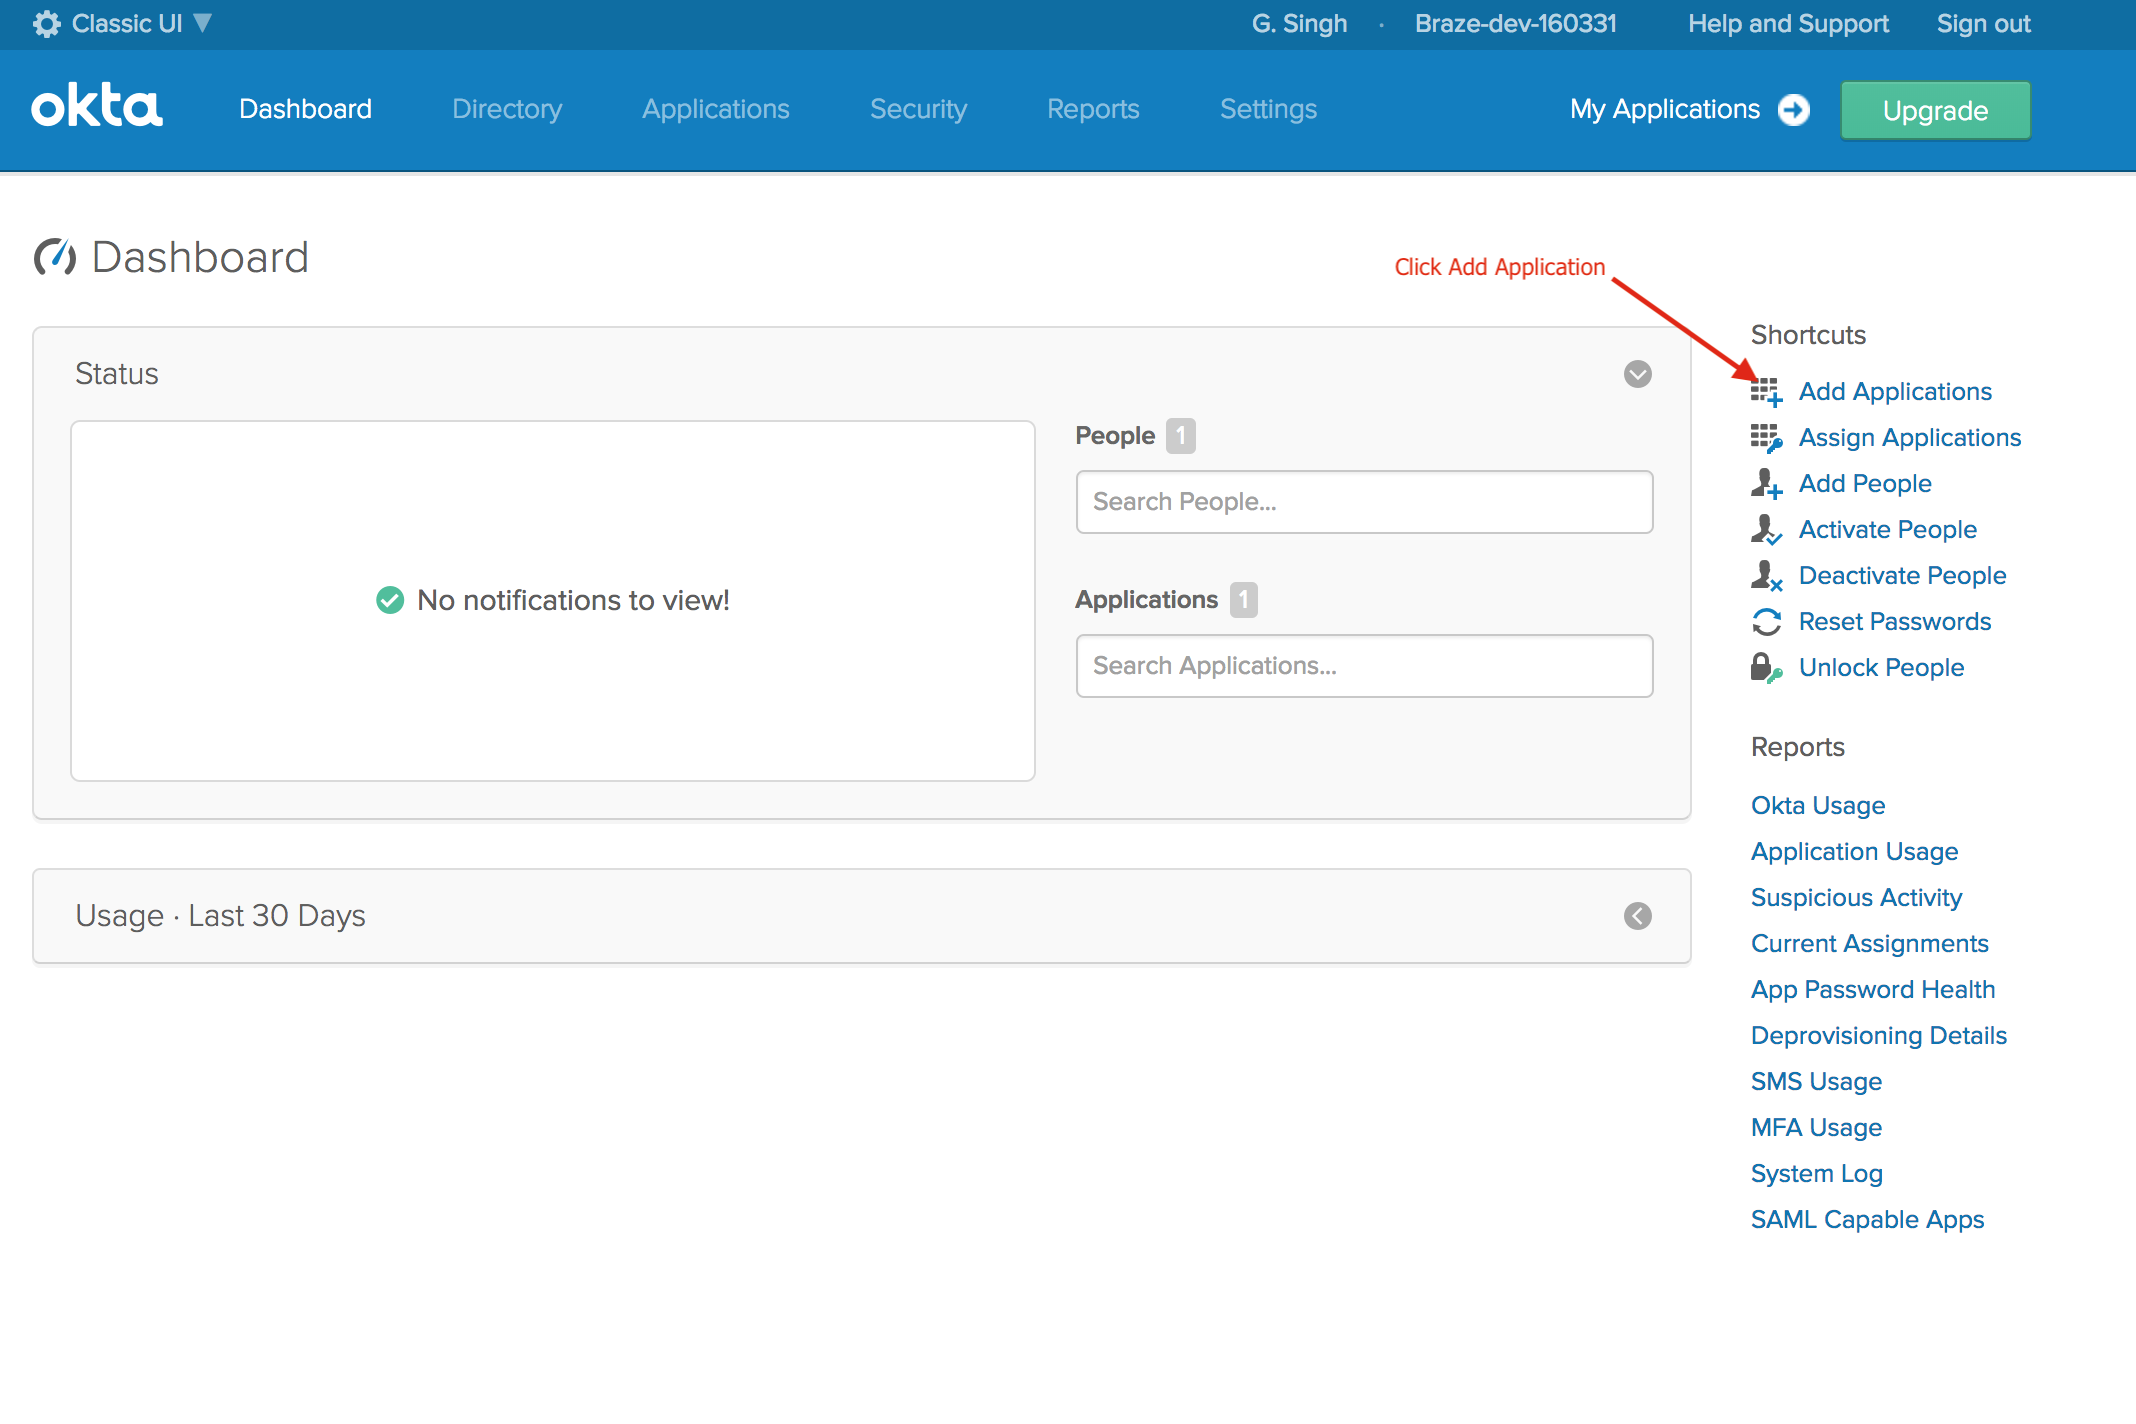 Classic UI
G. Singh · Braze-dev-160331 Help and Support Sign out
okta Dashboard Directory Applications Security Reports Settings My Applications Upgrade
Dashboard
Click Add Application
Status
No notifications to view!
People 1
Search People...
Applications 1
Search Applications...
Usage · Last 30 Days
Shortcuts
Add Applications
Assign Applications
Add People
Activate People
Deactivate People
Reset Passwords
Unlock People
Reports
Okta Usage
Application Usage
Suspicious Activity
Current Assignments
App Password Health
Deprovisioning Details
SMS Usage
MFA Usage
System Log
SAML Capable Apps